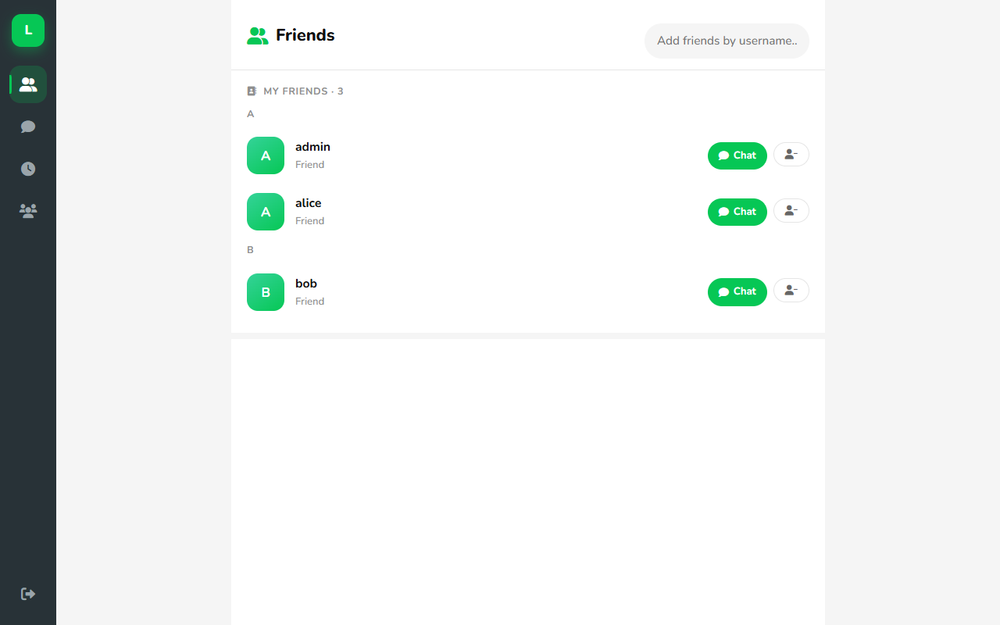 L
Friends
Add friends by username..
MY FRIENDS · 3
A
A
admin
Friend
Chat
A
alice
Friend
Chat
B
B
bob
Friend
Chat